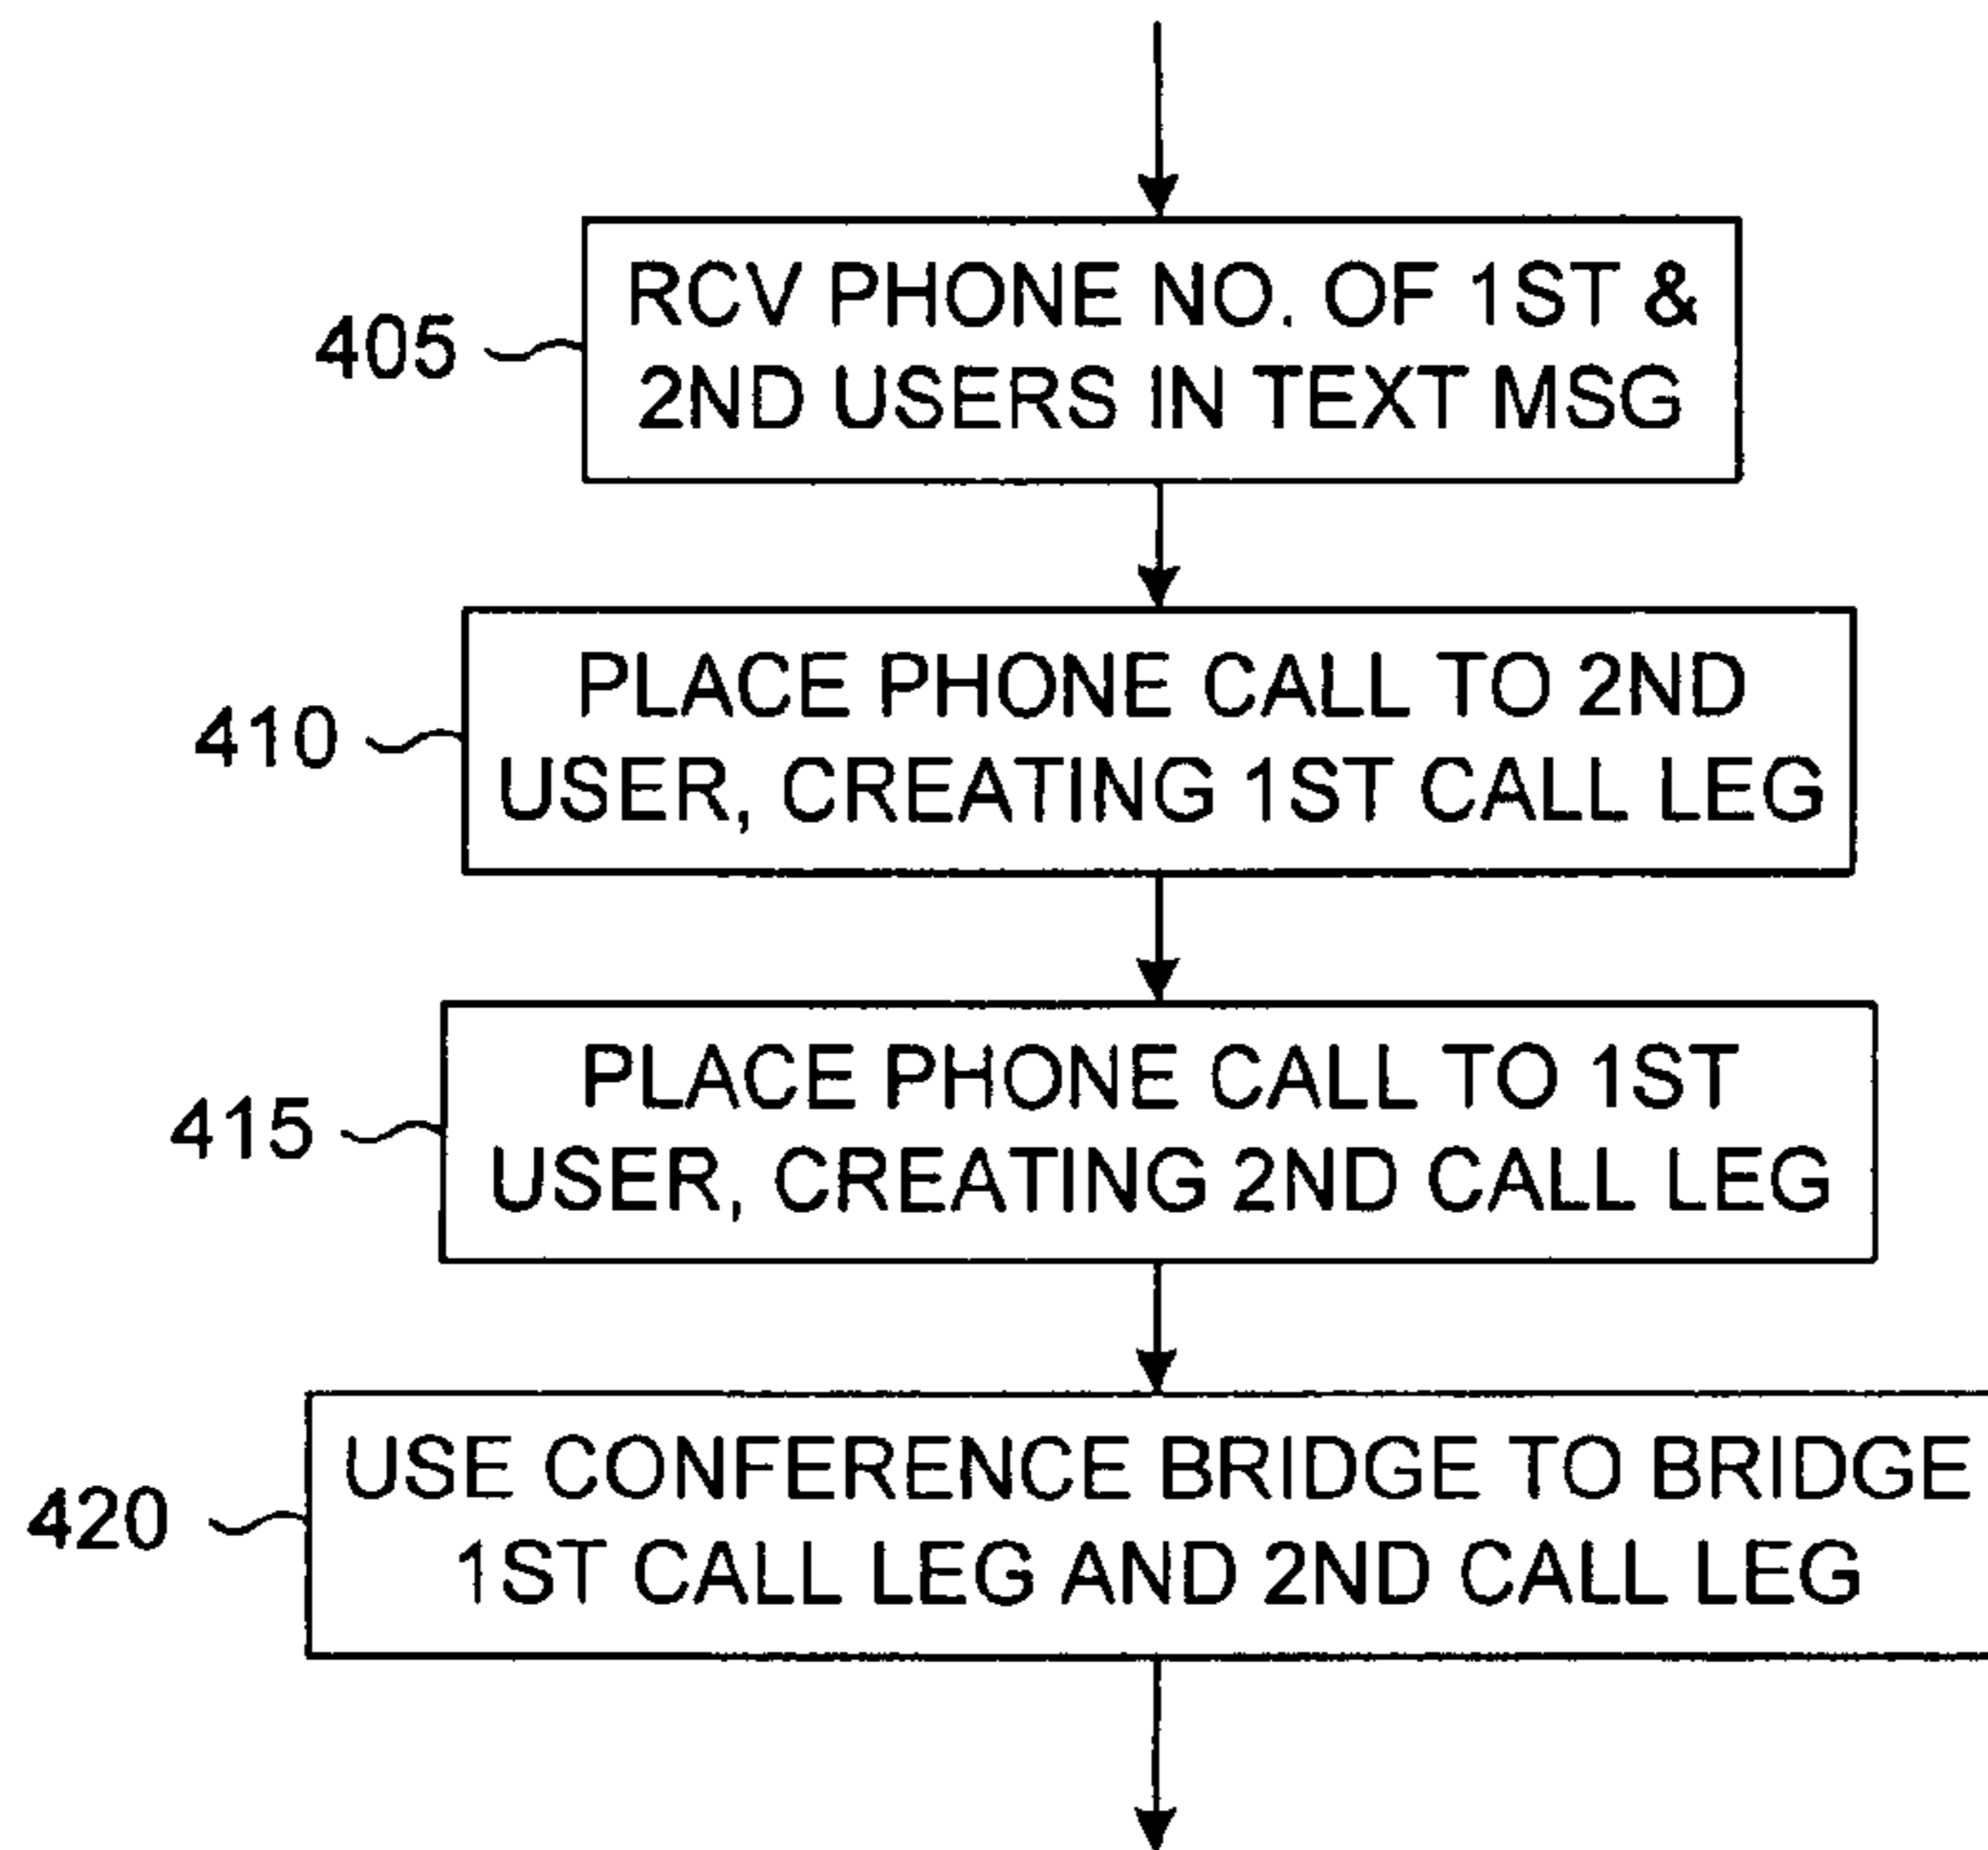 RCV PHONE NO. OF 1ST &
405
2ND USERS IN TEXT MSG
PLACE PHONE CALL TO 2ND
410
USER, CREATING 1ST CALL LEG
PLACE PHONE CALL TO 1ST
415
USER, CREATING 2ND CALL LEG
USE CONFERENCE BRIDGE TO BRIDGE
420
1ST CALL LEG AND 2ND CALL LEG